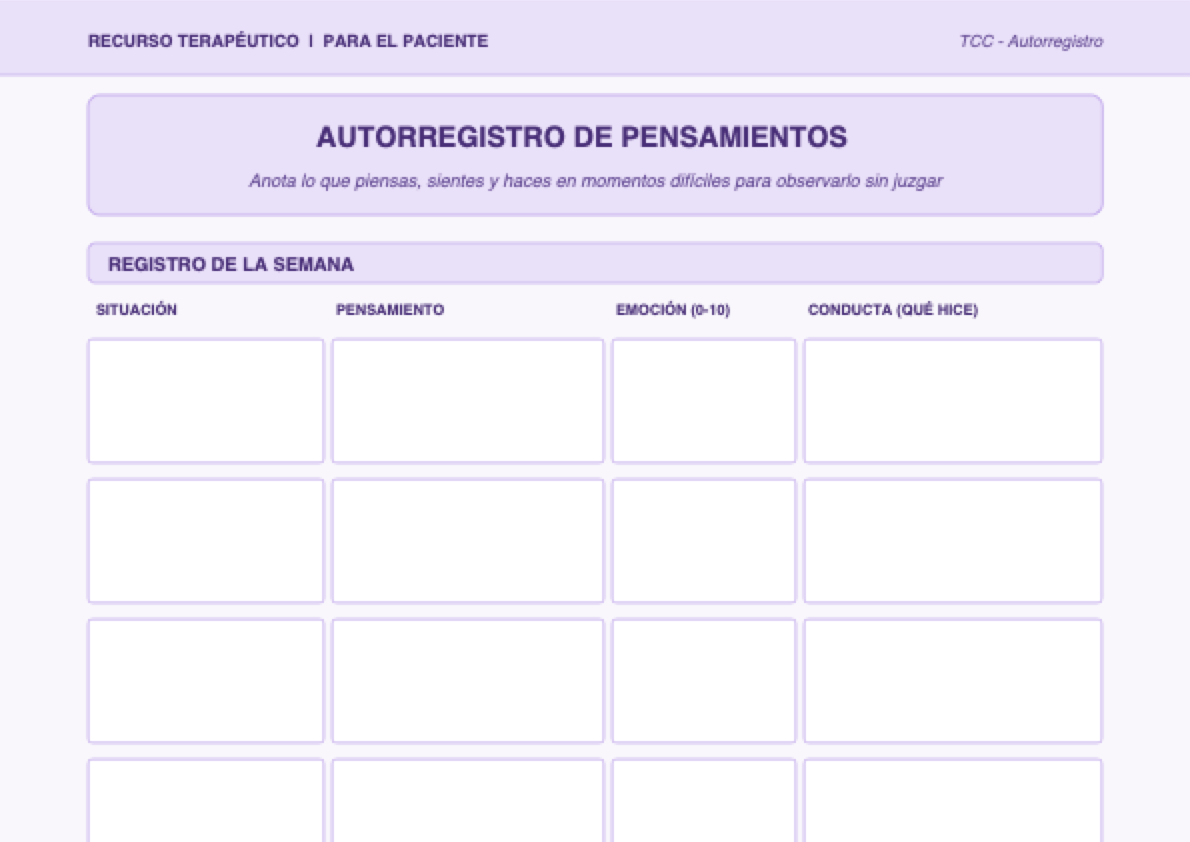 RECURSO TERAPÉUTICO I PARA EL PACIENTE
TCC - Autorregistro
AUTORREGISTRO DE PENSAMIENTOS
Anota lo que piensas, sientes y haces en momentos difíciles para observarlo sin juzgar
REGISTRO DE LA SEMANA
SITUACIÓN PENSAMIENTO EMOCIÓN (0-10) CONDUCTA (QUÉ HICE)